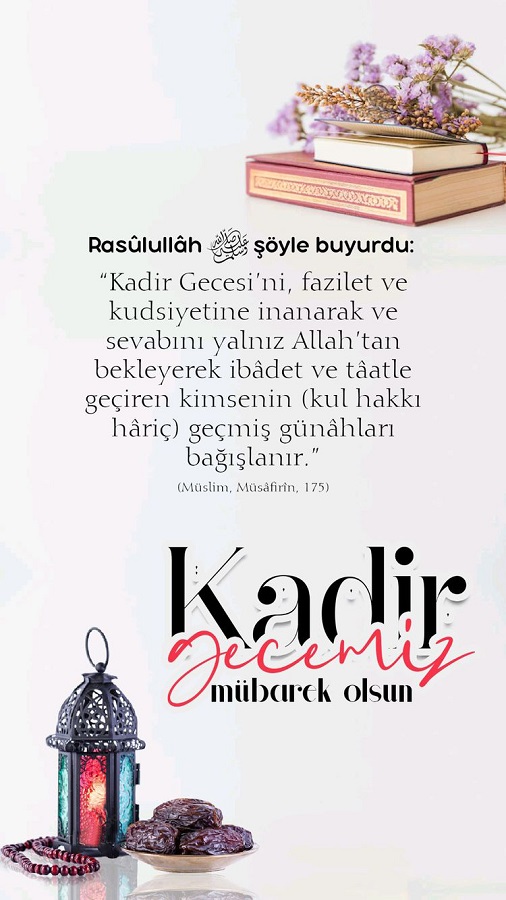 Rasûlullâh ﷺ şöyle buyurdu:
“Kadir Gecesi’ni, fazilet ve
kudsiyetine inanarak ve
sevabını yalnız Allah’tan
bekleyerek ibâdet ve tâatle
geçiren kimsenin (kul hakkı
hâriç) geçmiş günâhları
bağışlanır.”
(Müslim, Müsâfirîn, 175)
Kadir
gecemiz
mübarek olsun